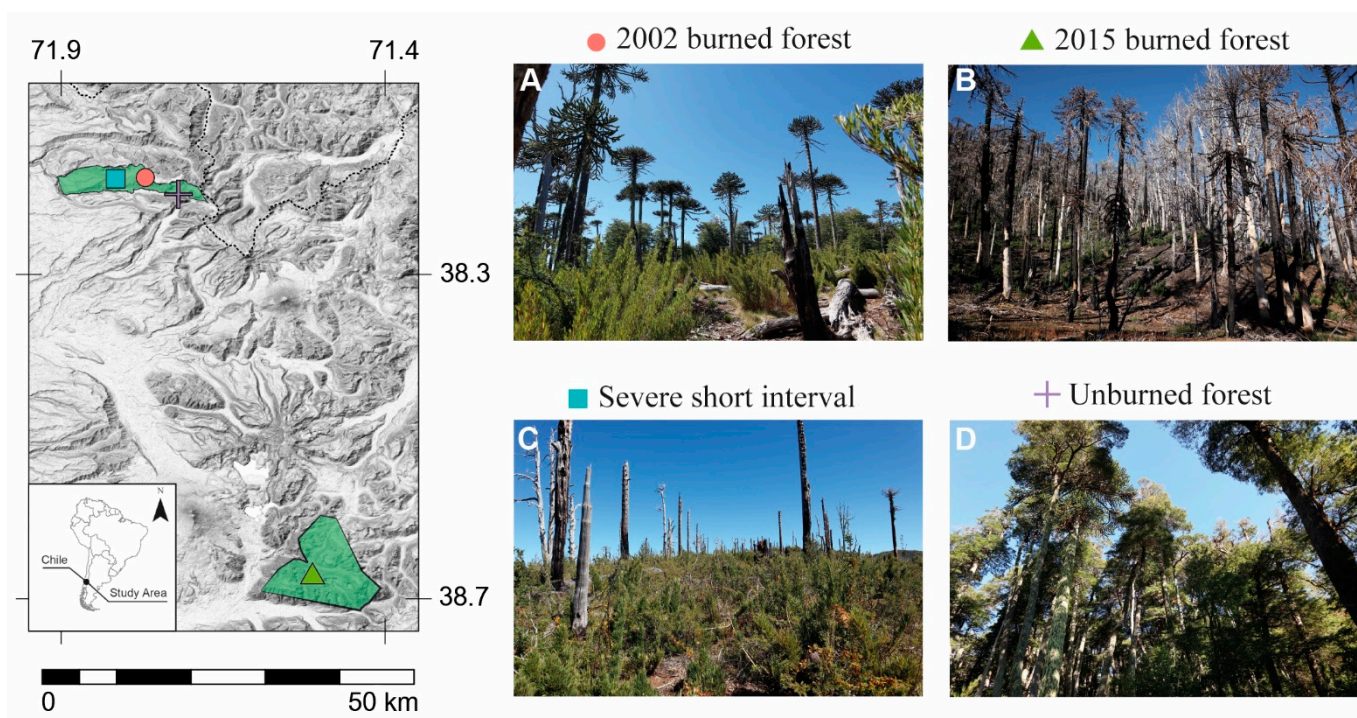 71.9 71.4
38.3
38.7
N
Chile
Study Area
0 50 km
2002 burned forest
2015 burned forest
A
B
Severe short interval
Unburned forest
C
D